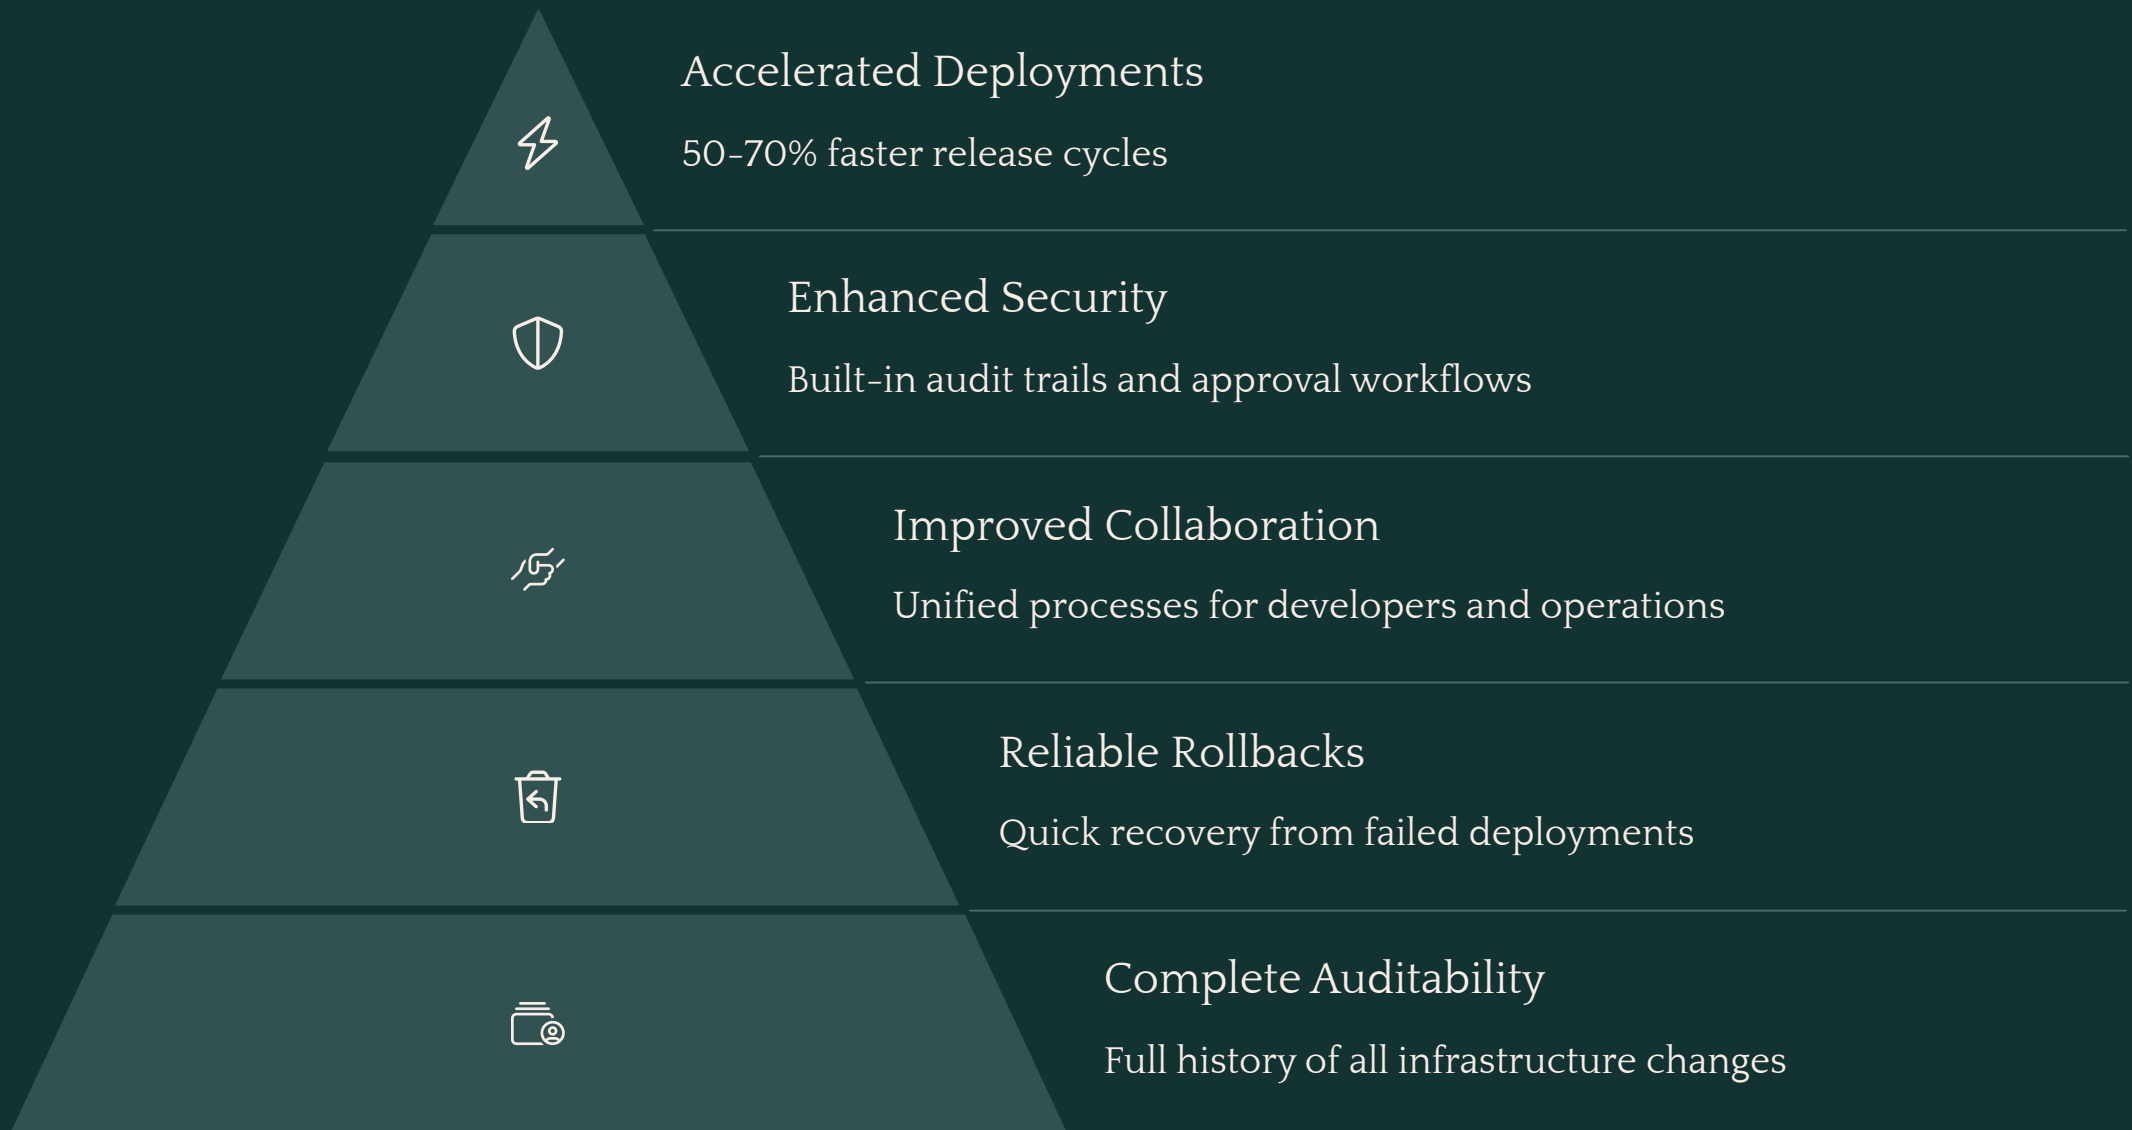 Accelerated Deployments
50-70% faster release cycles
Enhanced Security
Built-in audit trails and approval workflows
Improved Collaboration
Unified processes for developers and operations
Reliable Rollbacks
Quick recovery from failed deployments
Complete Auditability
Full history of all infrastructure changes